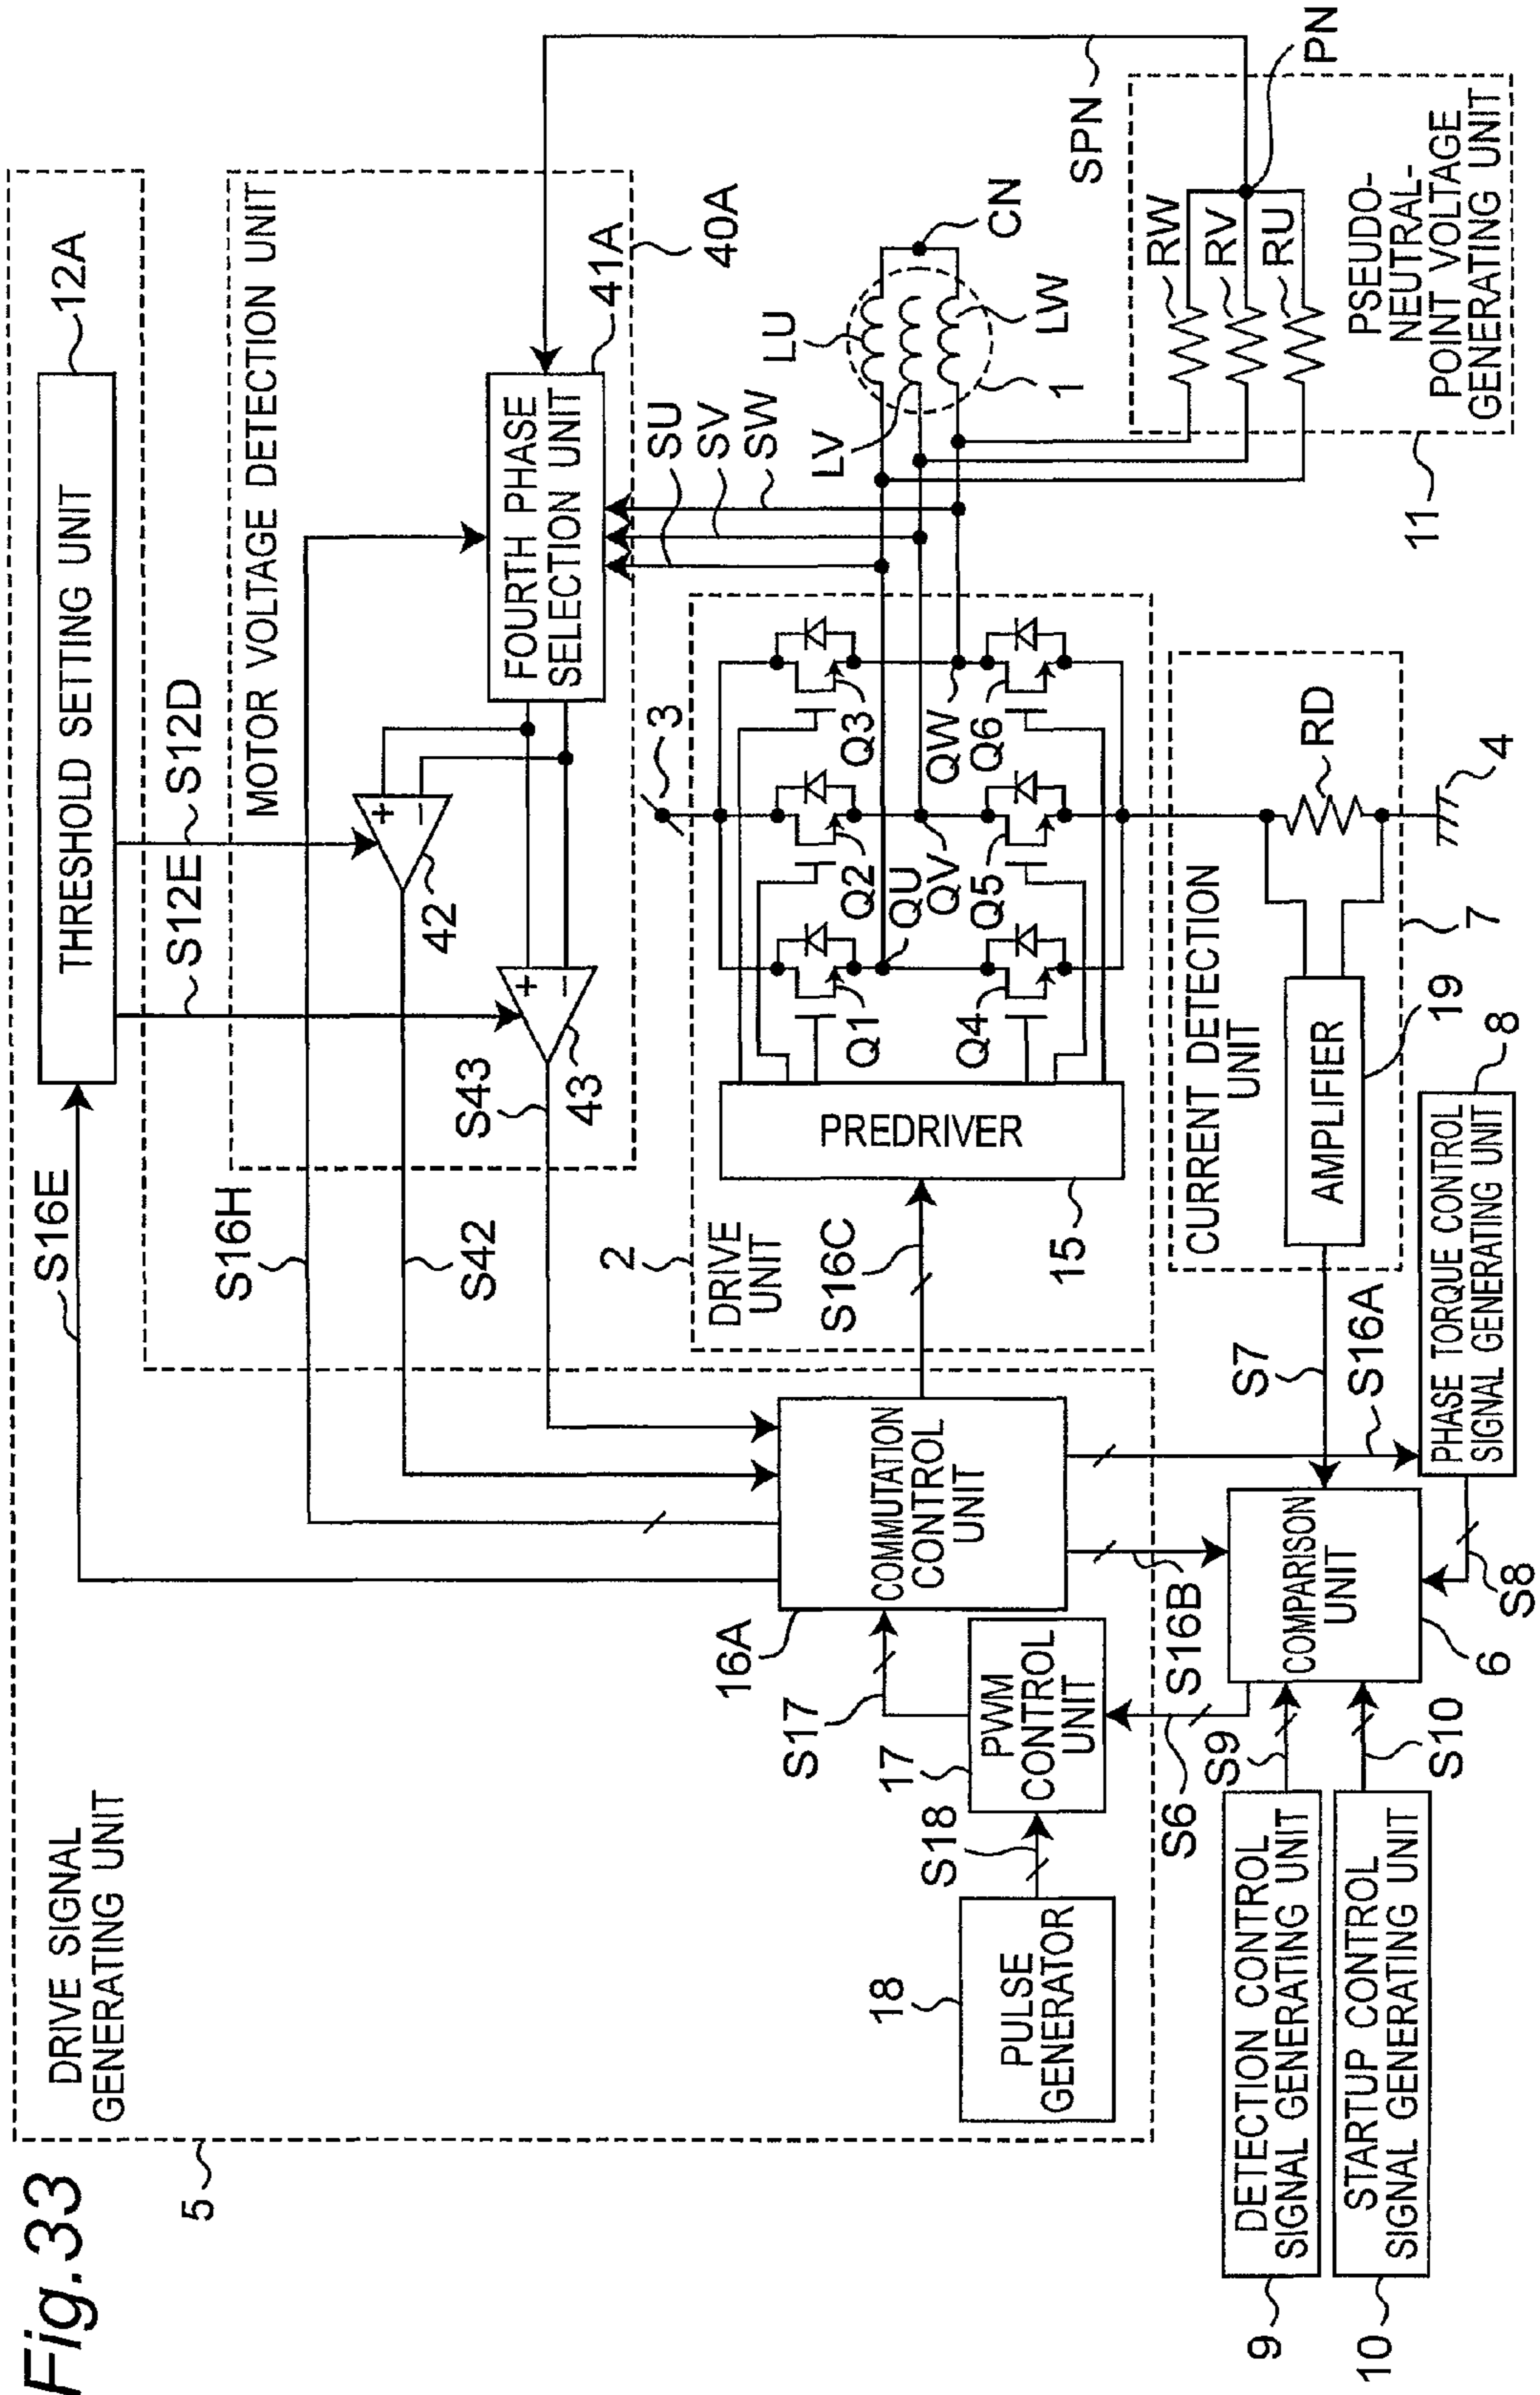 Fig.33
5
DRIVE SIGNAL
GENERATING UNIT
S16E
THRESHOLD SETTING UNIT
12A
S12E
S12D
MOTOR VOLTAGE DETECTION UNIT
40A
S16H
S42
S43
42
43
+
−
+
−
FOURTH PHASE
SELECTION UNIT
41A
SU
SV
SW
SPN
PN
CN
LU
LV
LW
1
RW
RV
RU
PSEUDO-
NEUTRAL-
POINT VOLTAGE
GENERATING UNIT
11
2
DRIVE
UNIT
S16C
PREDRIVER
15
3
Q1
Q2
Q3
QU
QV
QW
Q4
Q5
Q6
CURRENT DETECTION
UNIT
RD
4
7
AMPLIFIER
19
S7
S16A
8
PHASE TORQUE CONTROL
SIGNAL GENERATING UNIT
S8
COMMUTATION
CONTROL
UNIT
16A
S16B
COMPARISON
UNIT
6
S17
17
PWM
CONTROL
UNIT
S18
18
PULSE
GENERATOR
S6
S9
S10
DETECTION CONTROL
SIGNAL GENERATING UNIT
9
STARTUP CONTROL
SIGNAL GENERATING UNIT
10